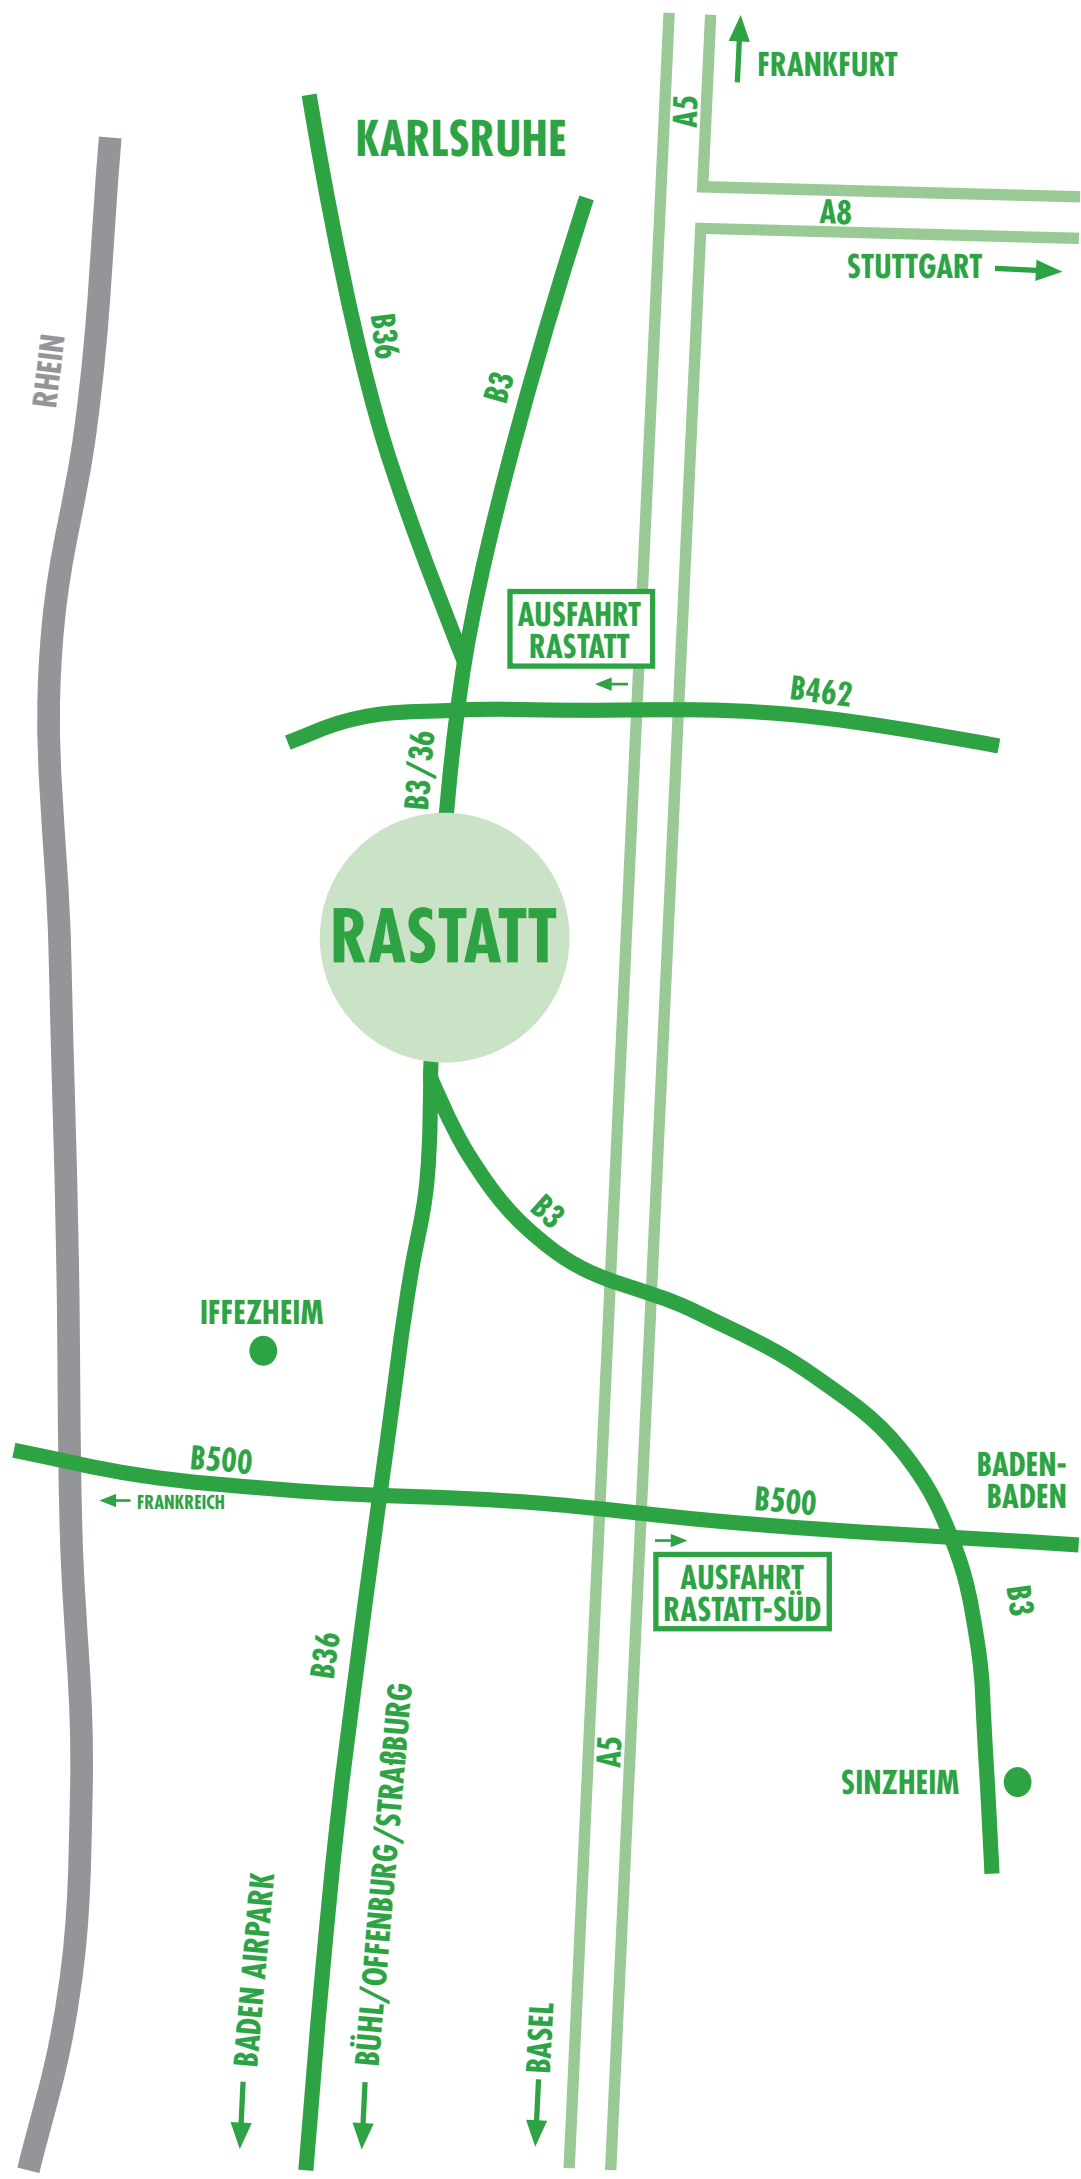 FRANKFURT
A5
KARLSRUHE
A8
STUTTGART
B36
RHEIN
B3
AUSFAHRT
RASTATT
B462
B3/36
RASTATT
B3
IFFEZHEIM
B500
FRANKREICH
BADEN-
BADEN
B500
AUSFAHRT
RASTATT-SÜD
B3
B36
A5
SINZHEIM
BADEN AIRPARK
BÜHL/OFFENBURG/STRAßBURG
BASEL